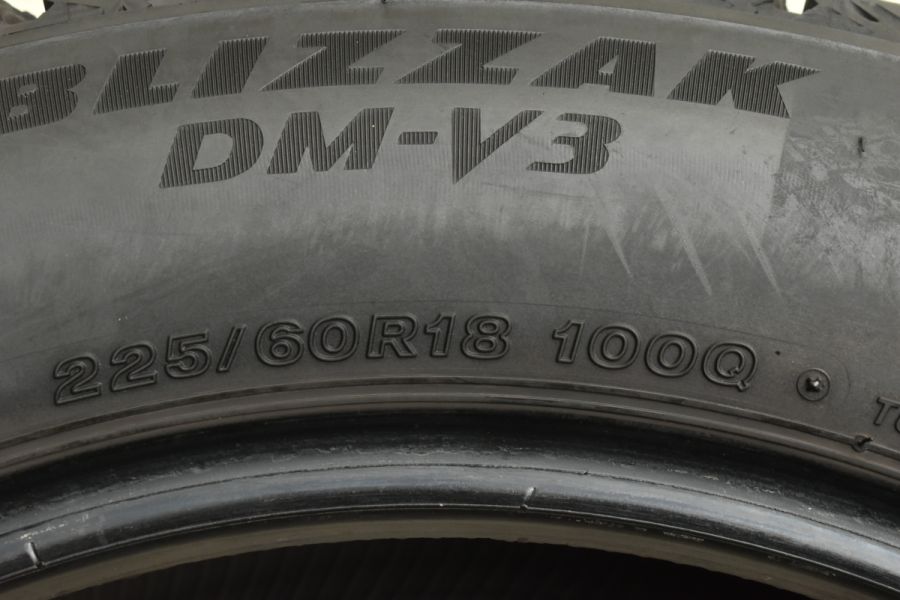 BLIZZAK
DM-V3
225/60R18 100Q